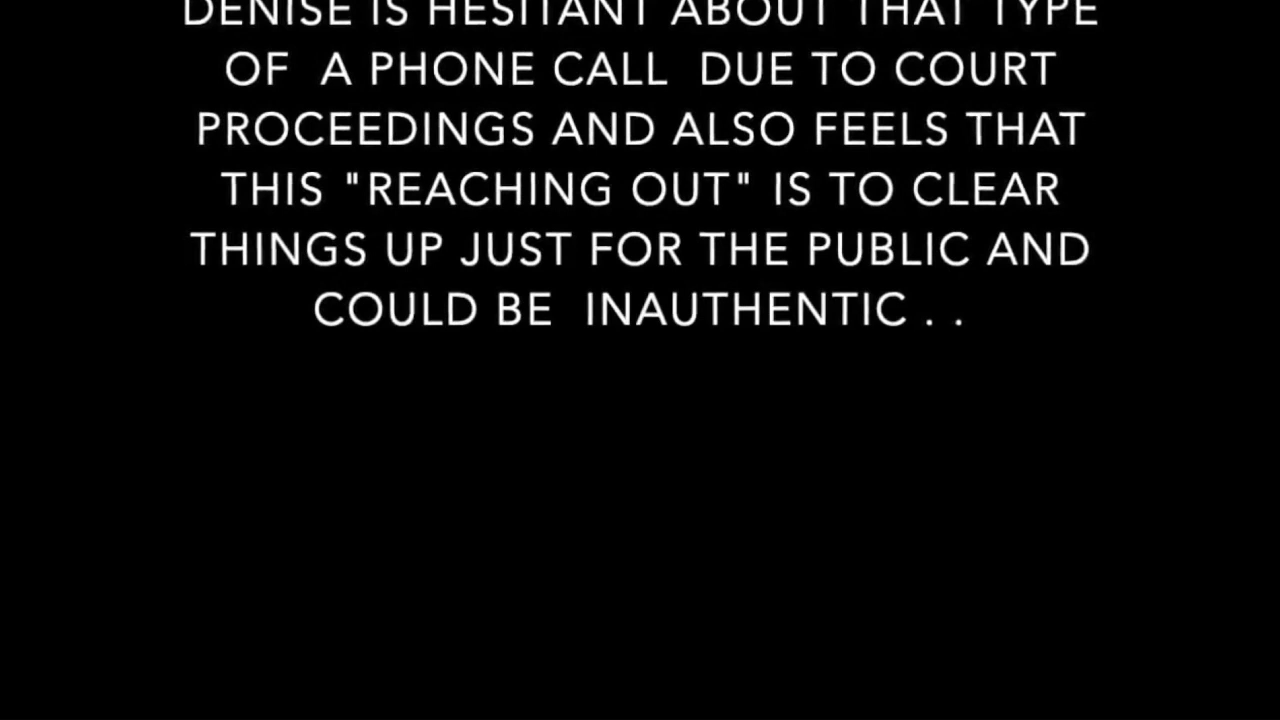 DENISE IS HESITANT ABOUT THAT TYPE
OF A PHONE CALL DUE TO COURT
PROCEEDINGS AND ALSO FEELS THAT
THIS "REACHING OUT" IS TO CLEAR
THINGS UP JUST FOR THE PUBLIC AND
COULD BE INAUTHENTIC . .